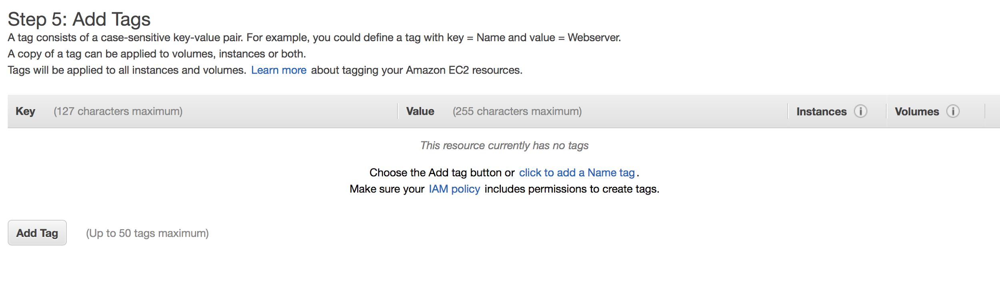 Step 5: Add Tags
A tag consists of a case-sensitive key-value pair. For example, you could define a tag with key = Name and value = Webserver.
A copy of a tag can be applied to volumes, instances or both.
Tags will be applied to all instances and volumes. Learn more about tagging your Amazon EC2 resources.
Key (127 characters maximum) Value (255 characters maximum) Instances i Volumes i
This resource currently has no tags
Choose the Add tag button or click to add a Name tag.
Make sure your IAM policy includes permissions to create tags.
Add Tag (Up to 50 tags maximum)